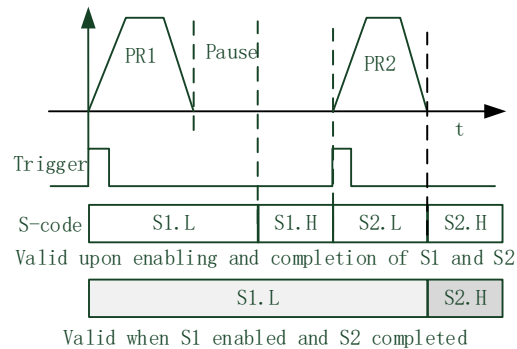 PR1
Pause
PR2
t
Trigger
S-code
S1.L
S1.H
S2.L
S2.H
Valid upon enabling and completion of S1 and S2
S1.L
S2.H
Valid when S1 enabled and S2 completed